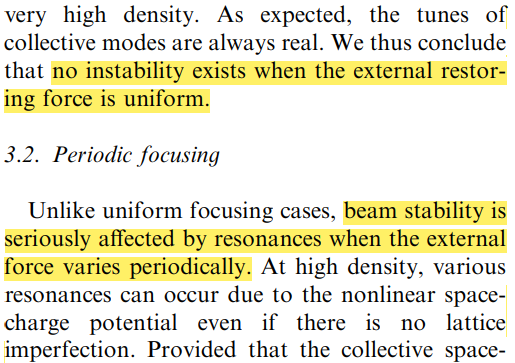 very high density. As expected, the tunes of
collective modes are always real. We thus conclude
that no instability exists when the external restor-
ing force is uniform.
3.2. Periodic focusing
Unlike uniform focusing cases, beam stability is
seriously affected by resonances when the external
force varies periodically. At high density, various
resonances can occur due to the nonlinear space-
charge potential even if there is no lattice
imperfection. Provided that the collective space-